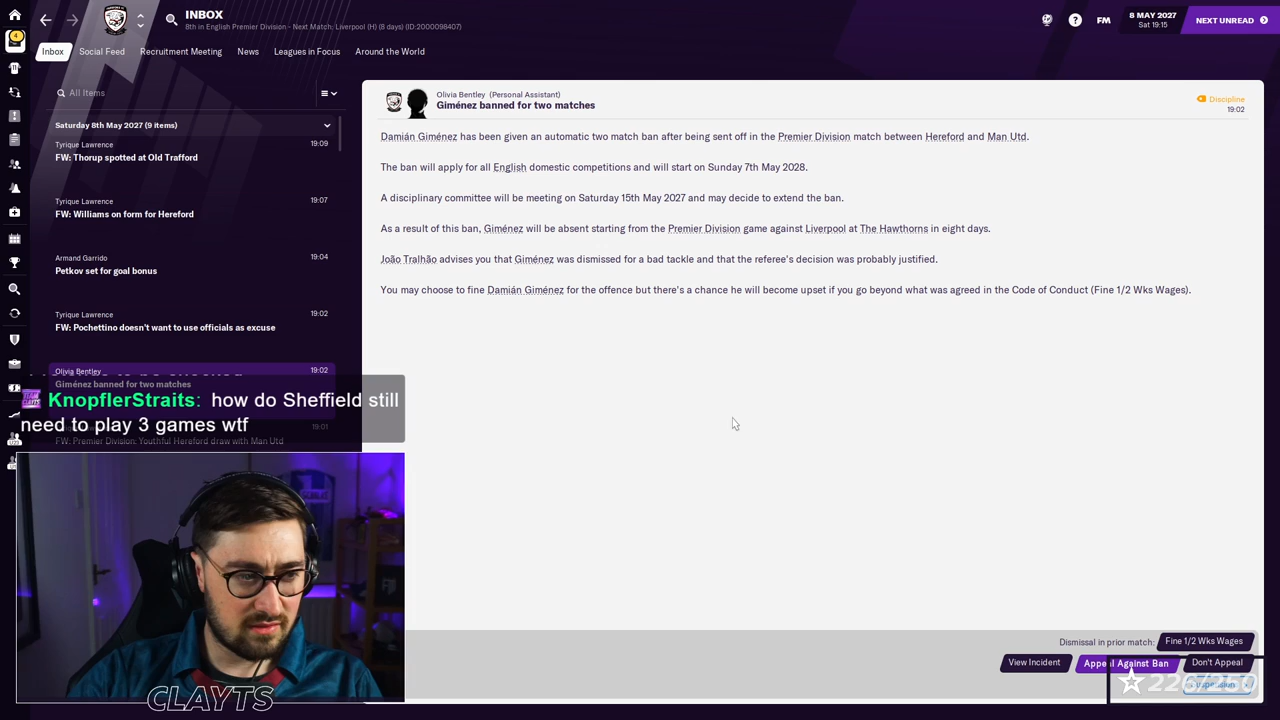 INBOX
8th in English Premier Division - Next Match: Liverpool (H) (8 days) (ID:2000098407)
FM
8 MAY 2027
Sat 19:15
NEXT UNREAD
4
Inbox
Social Feed
Recruitment Meeting
News
Leagues in Focus
Around the World
All Items
Saturday 8th May 2027 (9 items)
Tyrique Lawrence
19:09
FW: Thorup spotted at Old Trafford
Tyrique Lawrence
19:07
FW: Williams on form for Hereford
Armand Garrido
19:04
Petkov set for goal bonus
Tyrique Lawrence
19:02
FW: Pochettino doesn't want to use officials as excuse
Olivia Bentley
19:02
Giménez banned for two matches
19:01
FW: Premier Division: Youthful Hereford draw with Man Utd
KnopflerStraits: how do Sheffield still
need to play 3 games wtf
CLAYTS
Olivia Bentley (Personal Assistant)
Giménez banned for two matches
Discipline
19:02
Damián Giménez has been given an automatic two match ban after being sent off in the Premier Division match between Hereford and Man Utd.
The ban will apply for all English domestic competitions and will start on Sunday 7th May 2028.
A disciplinary committee will be meeting on Saturday 15th May 2027 and may decide to extend the ban.
As a result of this ban, Giménez will be absent starting from the Premier Division game against Liverpool at The Hawthorns in eight days.
João Tralhão advises you that Giménez was dismissed for a bad tackle and that the referee's decision was probably justified.
You may choose to fine Damián Giménez for the offence but there's a chance he will become upset if you go beyond what was agreed in the Code of Conduct (Fine 1/2 Wks Wages).
Dismissal in prior match:
Fine 1/2 Wks Wages
View Incident
Appeal Against Ban
Don't Appeal
226/250